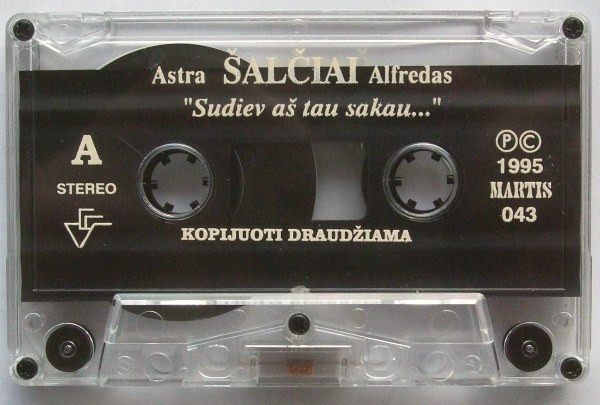 Astra ŠALČIAI Alfredas
"Sudiev aš tau sakau..."
A
STEREO
KOPIJUOTI DRAUDŽIAMA
Ⓟ©
1995
MARTIS
043